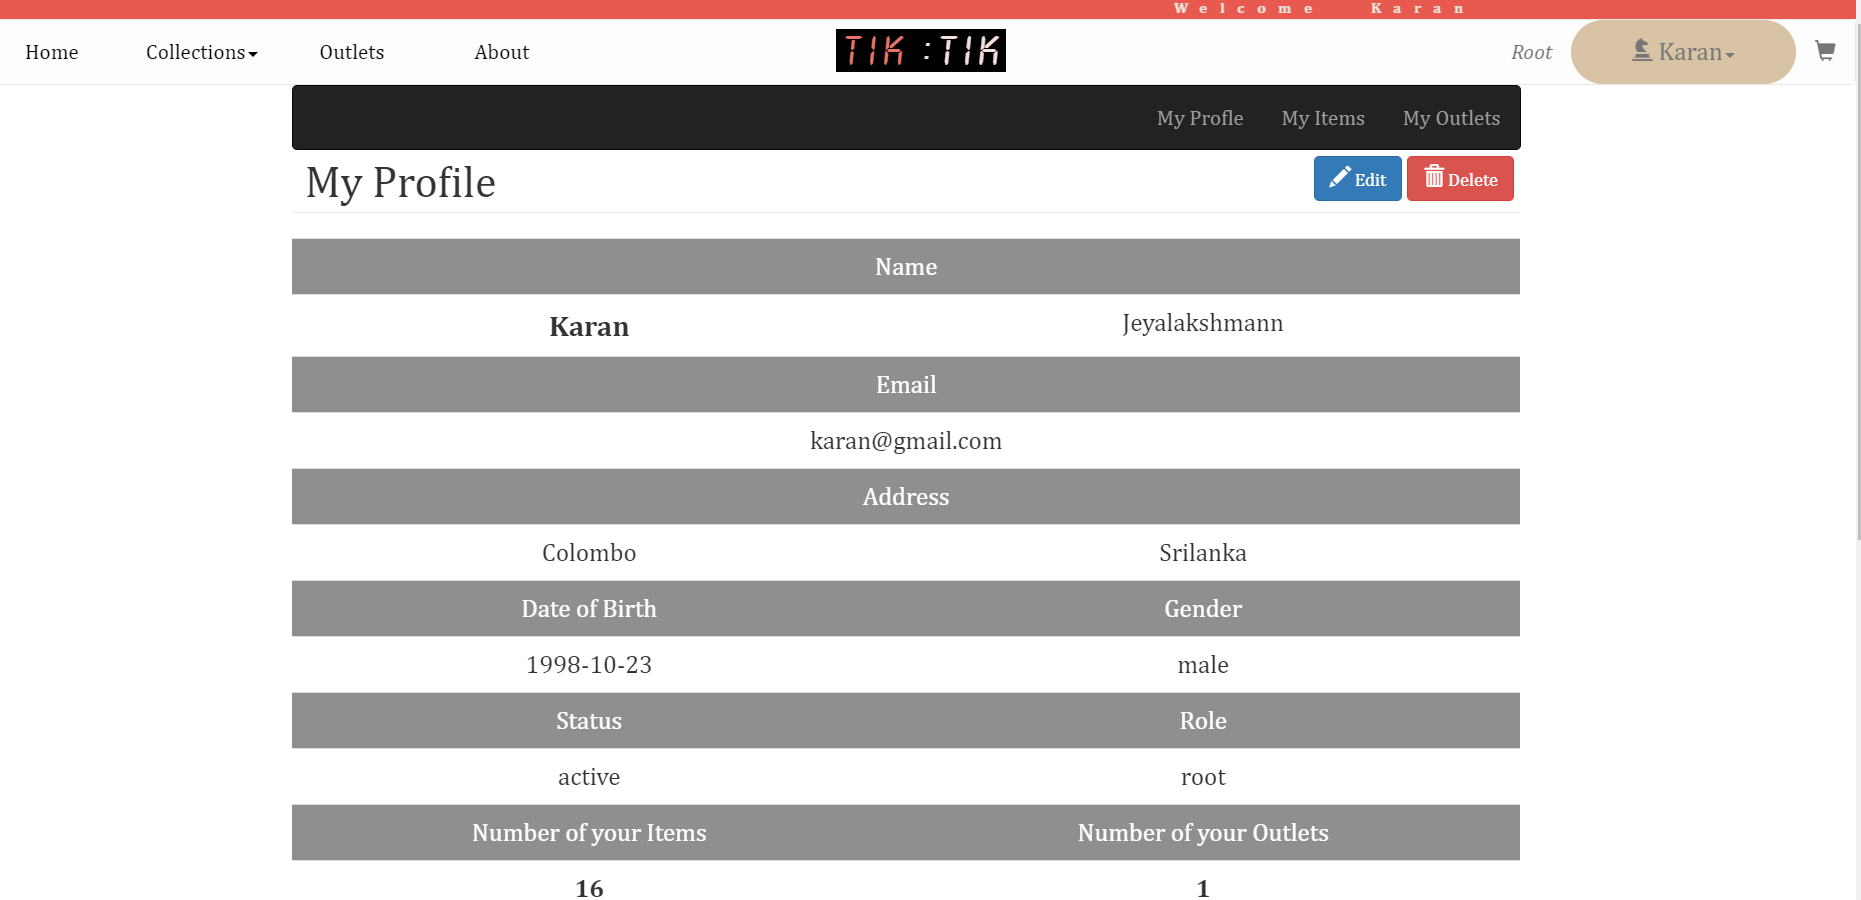 Welcome Karan
Home Collections Outlets About TIK :TIK Root Karan
My Profle My Items My Outlets
My Profile Edit Delete
Name
Karan Jeyalakshmann
Email
karan@gmail.com
Address
Colombo Srilanka
Date of Birth Gender
1998-10-23 male
Status Role
active root
Number of your Items Number of your Outlets
16 1